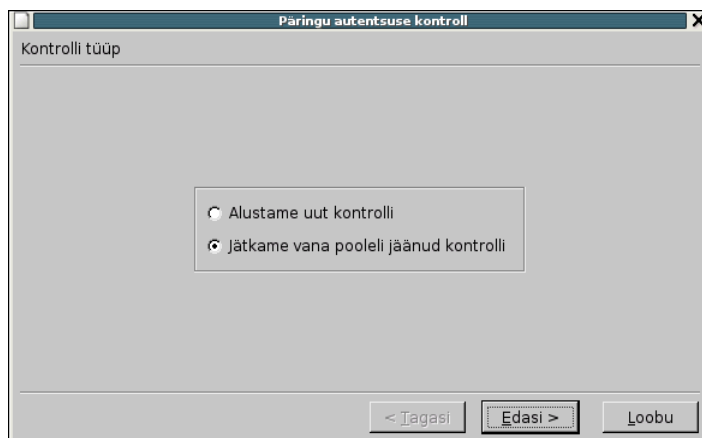 Päringu autentsuse kontroll
Kontrolli tüüp
Alustame uut kontrolli
Jätkame vana pooleli jäänud kontrolli
< Tagasi
Edasi >
Loobu